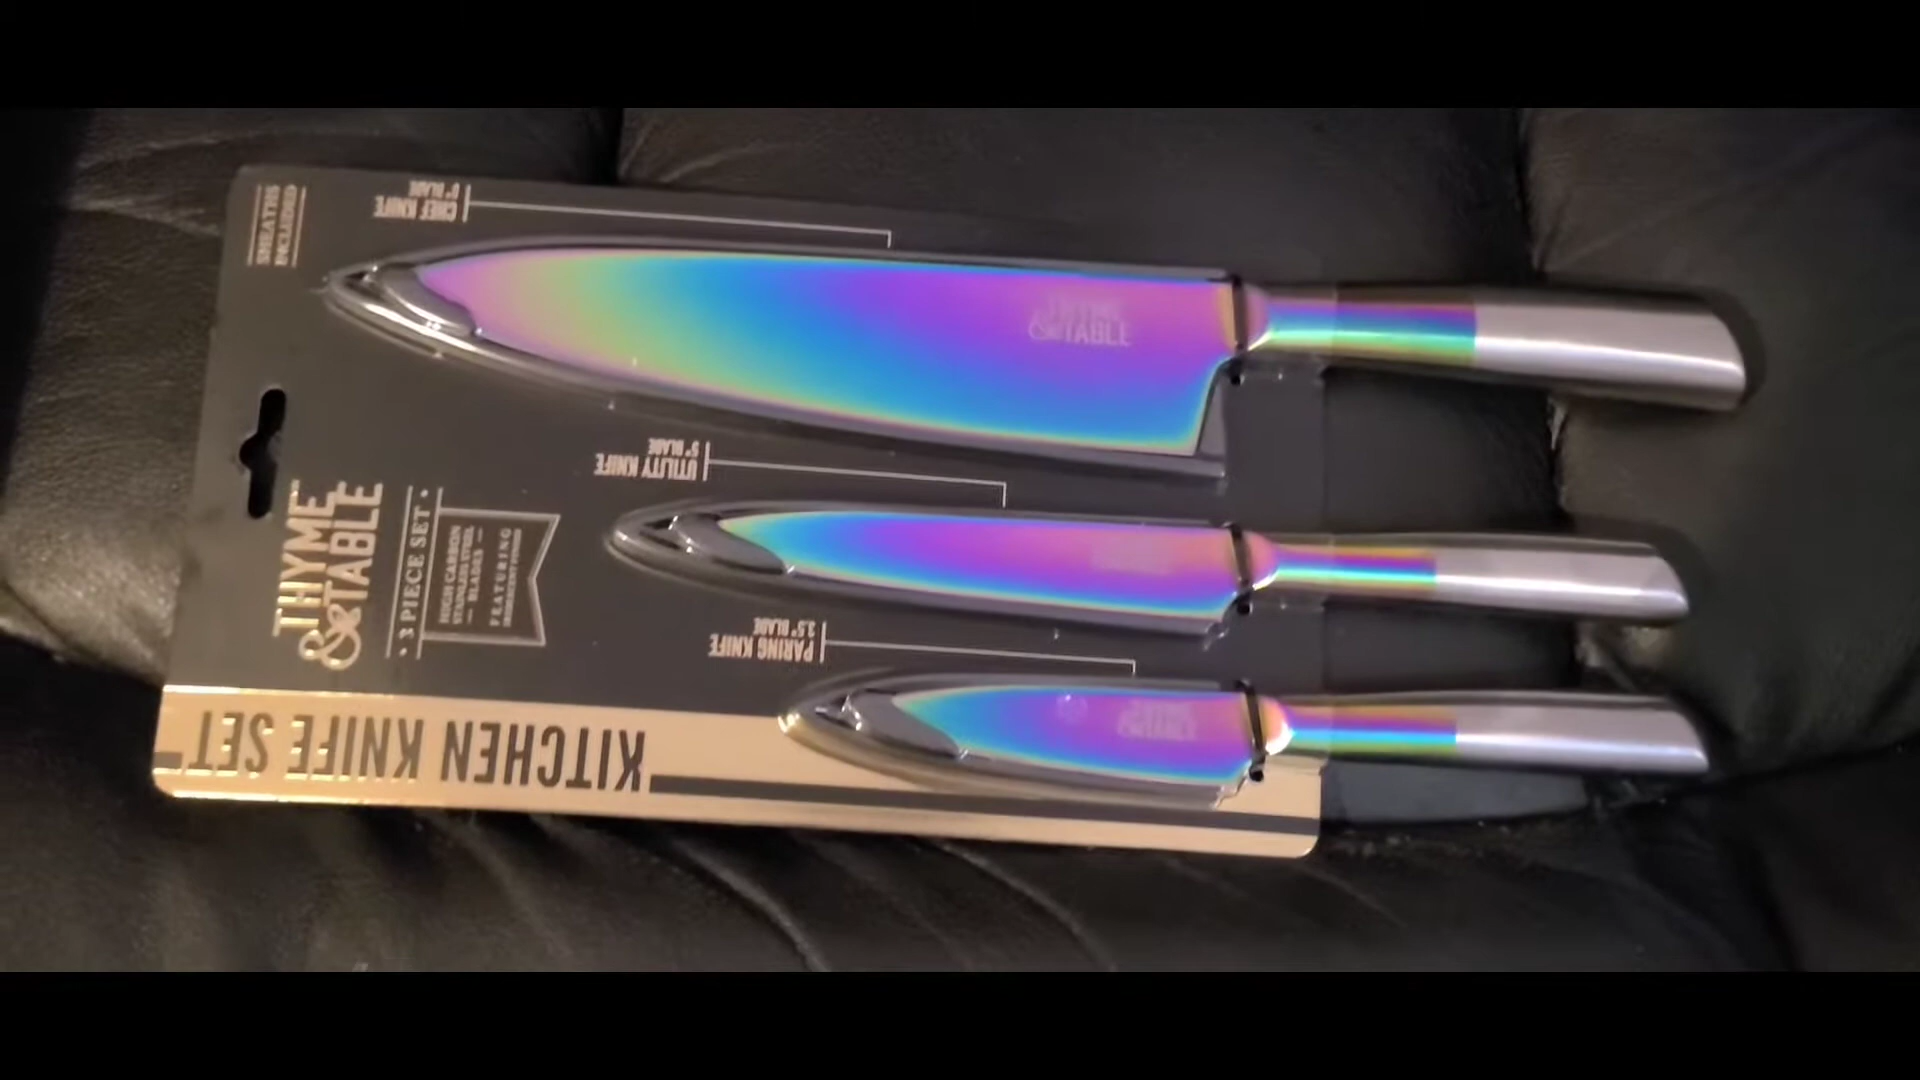 THYME
&TABLE
· 3 PIECE SET ·
HIGH CARBON
STAINLESS STEEL
— BLADES —
FEATURING
SHEATHS
INCLUDED
CHEF KNIFE
8" BLADE
UTILITY KNIFE
5" BLADE
PARING KNIFE
3.5" BLADE
KITCHEN KNIFE SET
THYME
&TABLE